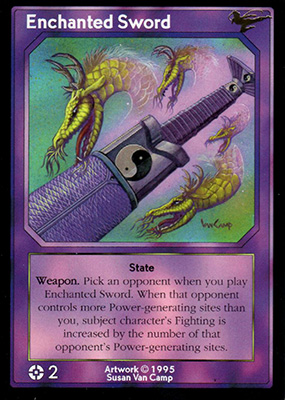 Enchanted Sword
VAN CAMP
State
Weapon. Pick an opponent when you play
Enchanted Sword. When that opponent
controls more Power-generating sites than
you, subject character's Fighting is
increased by the number of that
opponent's Power-generating sites.
2
Artwork © 1995
Susan Van Camp